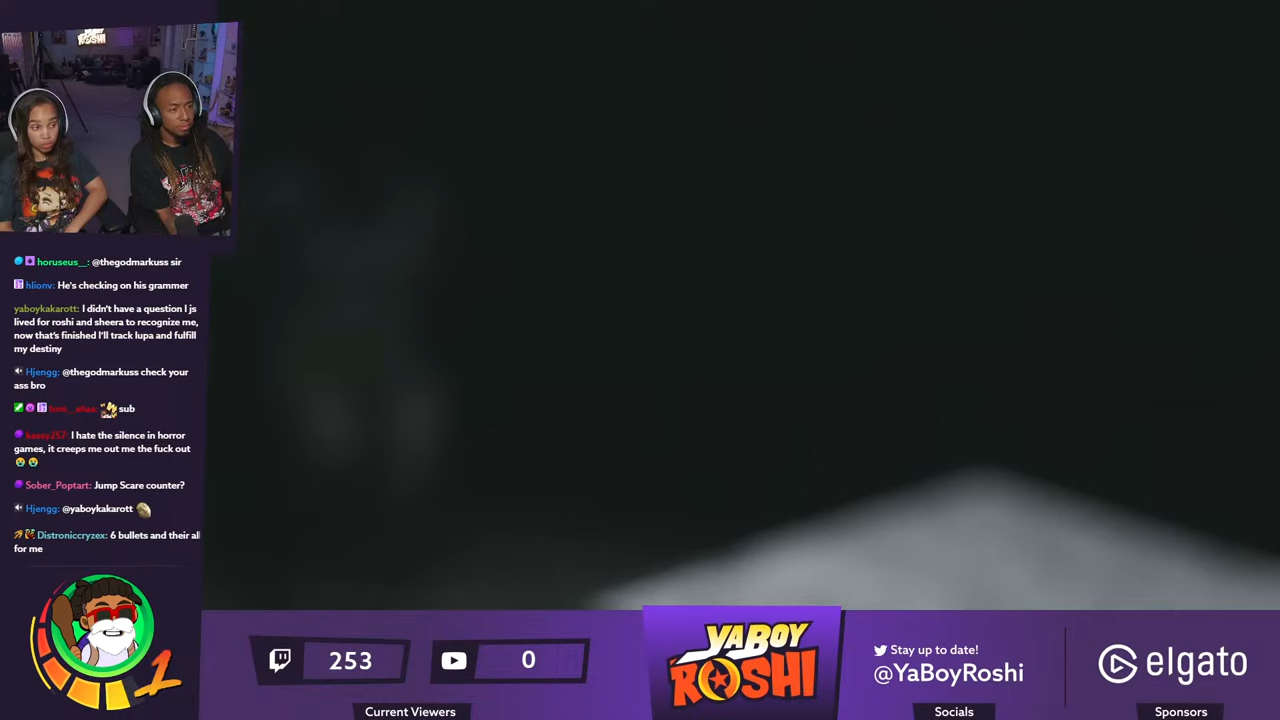 horuseus__: @thegodmarkuss sir
hlionv: He's checking on his grammer
yaboykakarott: I didn't have a question I js
lived for roshi and sheera to recognize me,
now that's finished I'll track lupa and fulfill
my destiny
Hjengg: @thegodmarkuss check your
ass bro
sub
kassy257: I hate the silence in horror
games, it creeps me out me the fuck out
Sober_Poptart: Jump Scare counter?
Hjengg: @yaboykakarott
Distroniccryzex: 6 bullets and their all
for me
1
253
0
Current Viewers
YABOY
ROSHI
Stay up to date!
@YaBoyRoshi
Socials
elgato
Sponsors